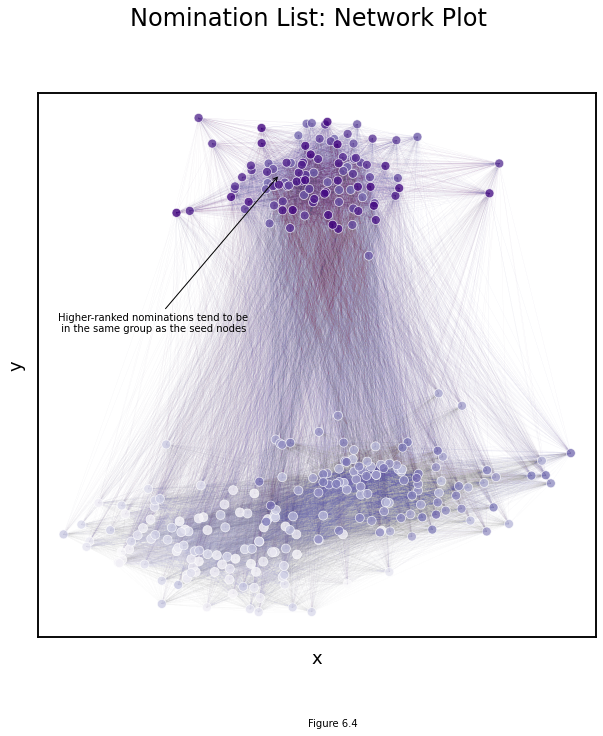 Nomination List: Network Plot
Higher-ranked nominations tend to be
in the same group as the seed nodes
y
x
Figure 6.4